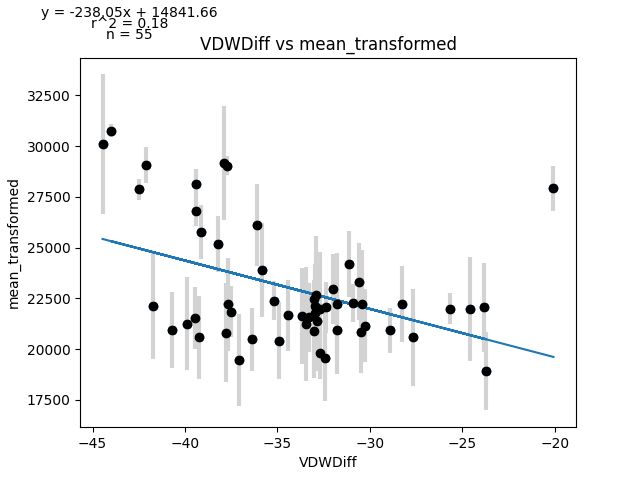 y = -238.05x + 14841.66
r^2 = 0.18
n = 55
VDWDiff vs mean_transformed
32500
30000
27500
25000
22500
20000
17500
mean_transformed
−45
−40
−35
−30
−25
−20
VDWDiff